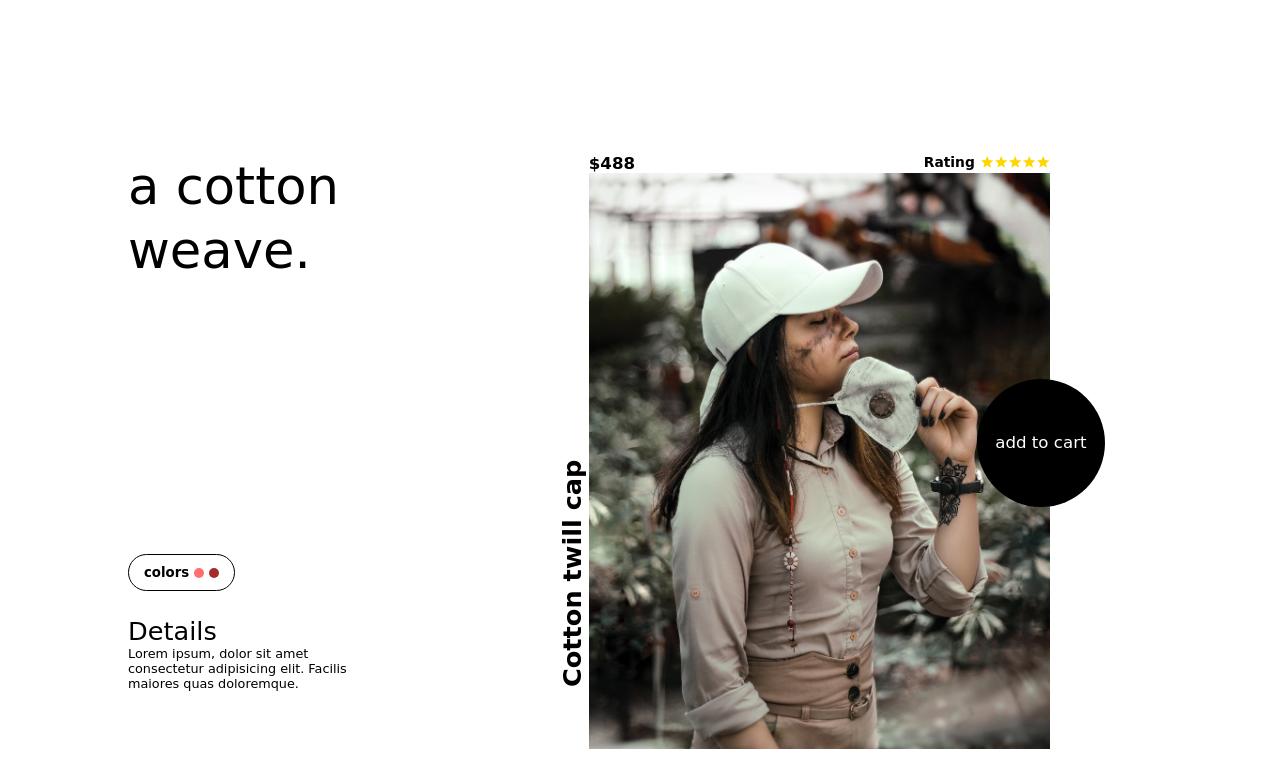 a cotton
weave.
colors
Details
Lorem ipsum, dolor sit amet
consectetur adipisicing elit. Facilis
maiores quas doloremque.
$488
Rating ★★★★★
Cotton twill cap
add to cart